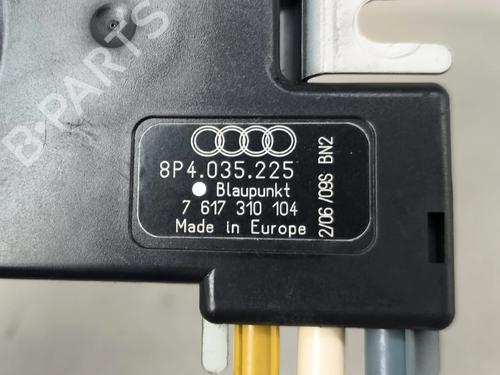 B-PARTS
8P4.035.225
Blaupunkt
7 617 310 104
Made in Europe
2/06 /09S BN2